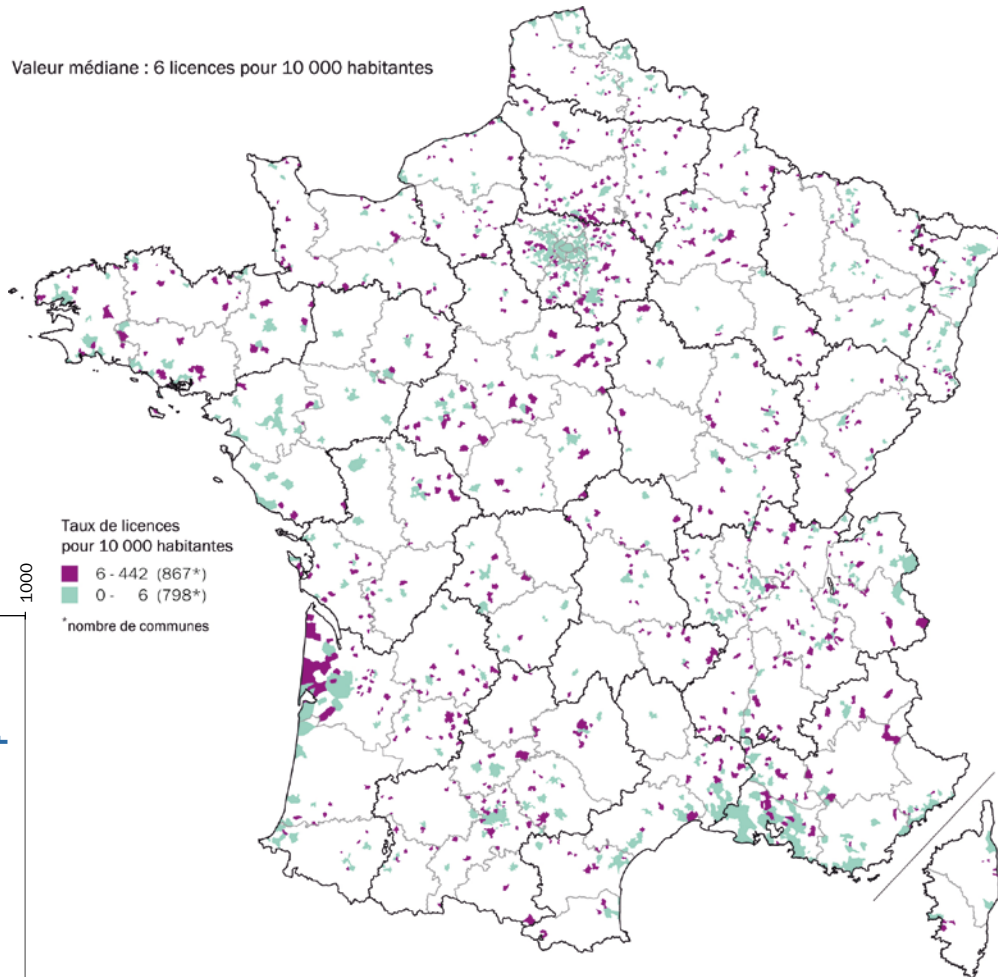 Valeur médiane : 6 licences pour 10 000 habitantes
Taux de licences
pour 10 000 habitantes
6 - 442 (867*)
0 - 6 (798*)
*nombre de communes
1000